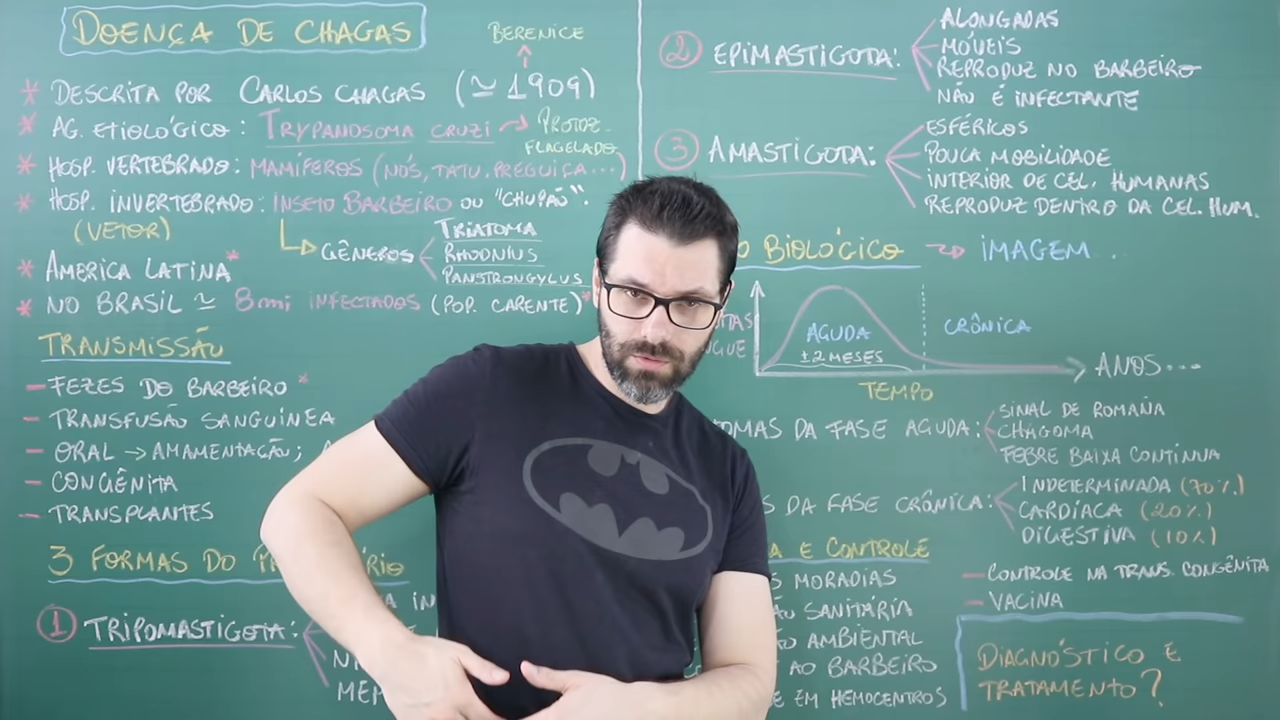 DOENÇA DE CHAGAS
BERENICE
* DESCRITA POR CARLOS CHAGAS (≃ 1909)
* AG. ETIOLÓGICO: TRYPANOSOMA CRUZI → PROTOZ. FLAGELADO
* HOSP. VERTEBRADO: MAMÍFEROS (NÓS, TATU, PREGUIÇA...)
* HOSP. INVERTEBRADO: INSETO BARBEIRO OU "CHUPÃO".
(VETOR)
GÊNEROS
TRIATOMA
RHODNIUS
PANSTRONGYLUS
* AMERICA LATINA*
* NO BRASIL ≃ 8mi INFECTADOS (POP. CARENTE)*
TRANSMISSÃO
- FEZES DO BARBEIRO *
- TRANSFUSÃO SANGUÍNEA
- ORAL → AMAMENTAÇÃO;
- CONGÊNITA
- TRANSPLANTES
3 FORMAS DO
① TRIPOMASTIGOTA:
② EPIMASTIGOTA:
ALONGADAS
MÓVEIS
REPRODUZ NO BARBEIRO
NÃO É INFECTANTE
③ AMASTIGOTA:
ESFÉRICOS
POUCA MOBILIDADE
INTERIOR DE CEL. HUMANAS
REPRODUZ DENTRO DA CEL. HUM.
BIOLÓGICO → IMAGEM ..
AGUDA
±2 MESES
CRÔNICA
ANOS...
TEMPO
DA FASE AGUDA:
SINAL DE ROMAÑA
CHAGOMA
FEBRE BAIXA CONTÍNUA
DA FASE CRÔNICA:
INDETERMINADA (70%)
CARDÍACA (20%)
DIGESTIVA (10%)
E CONTROLE
MORADIAS
SANITÁRIA
AMBIENTAL
AO BARBEIRO
EM HEMOCENTROS
- CONTROLE NA TRANS. CONGÊNITA
- VACINA
DIAGNÓSTICO E
TRATAMENTO?